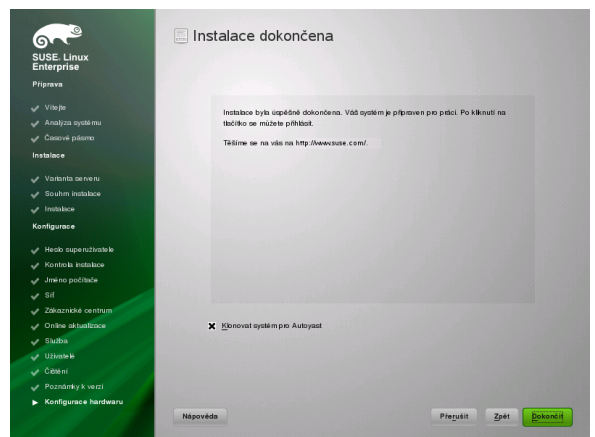 SUSE. Linux
Enterprise
Příprava
Vítejte
Analýza systému
Časové pásmo
Instalace
Varianta serveru
Souhrn instalace
Instalace
Konfigurace
Heslo superuživatele
Kontrola instalace
Jméno počítače
Síť
Zákaznické centrum
Online aktualizace
Služba
Uživatelé
Čištění
Poznámky k verzi
Konfigurace hardwaru
Instalace dokončena
Instalace byla úspěšně dokončena. Váš systém je připraven pro práci. Po kliknutí na
tlačítko se můžete přihlásit.
Těšíme se na vás na http://www.suse.com/.
Klonovat systém pro Autoyast
Nápověda
Přerušit
Zpět
Dokončit